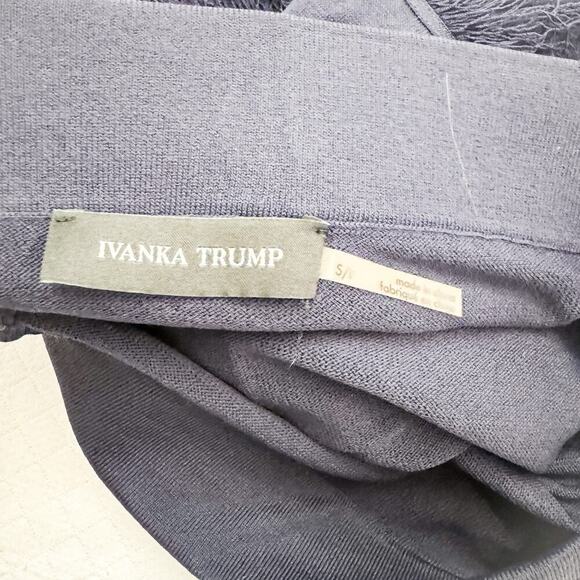 IVANKA TRUMP
S/
made in china
fabriqué en chine